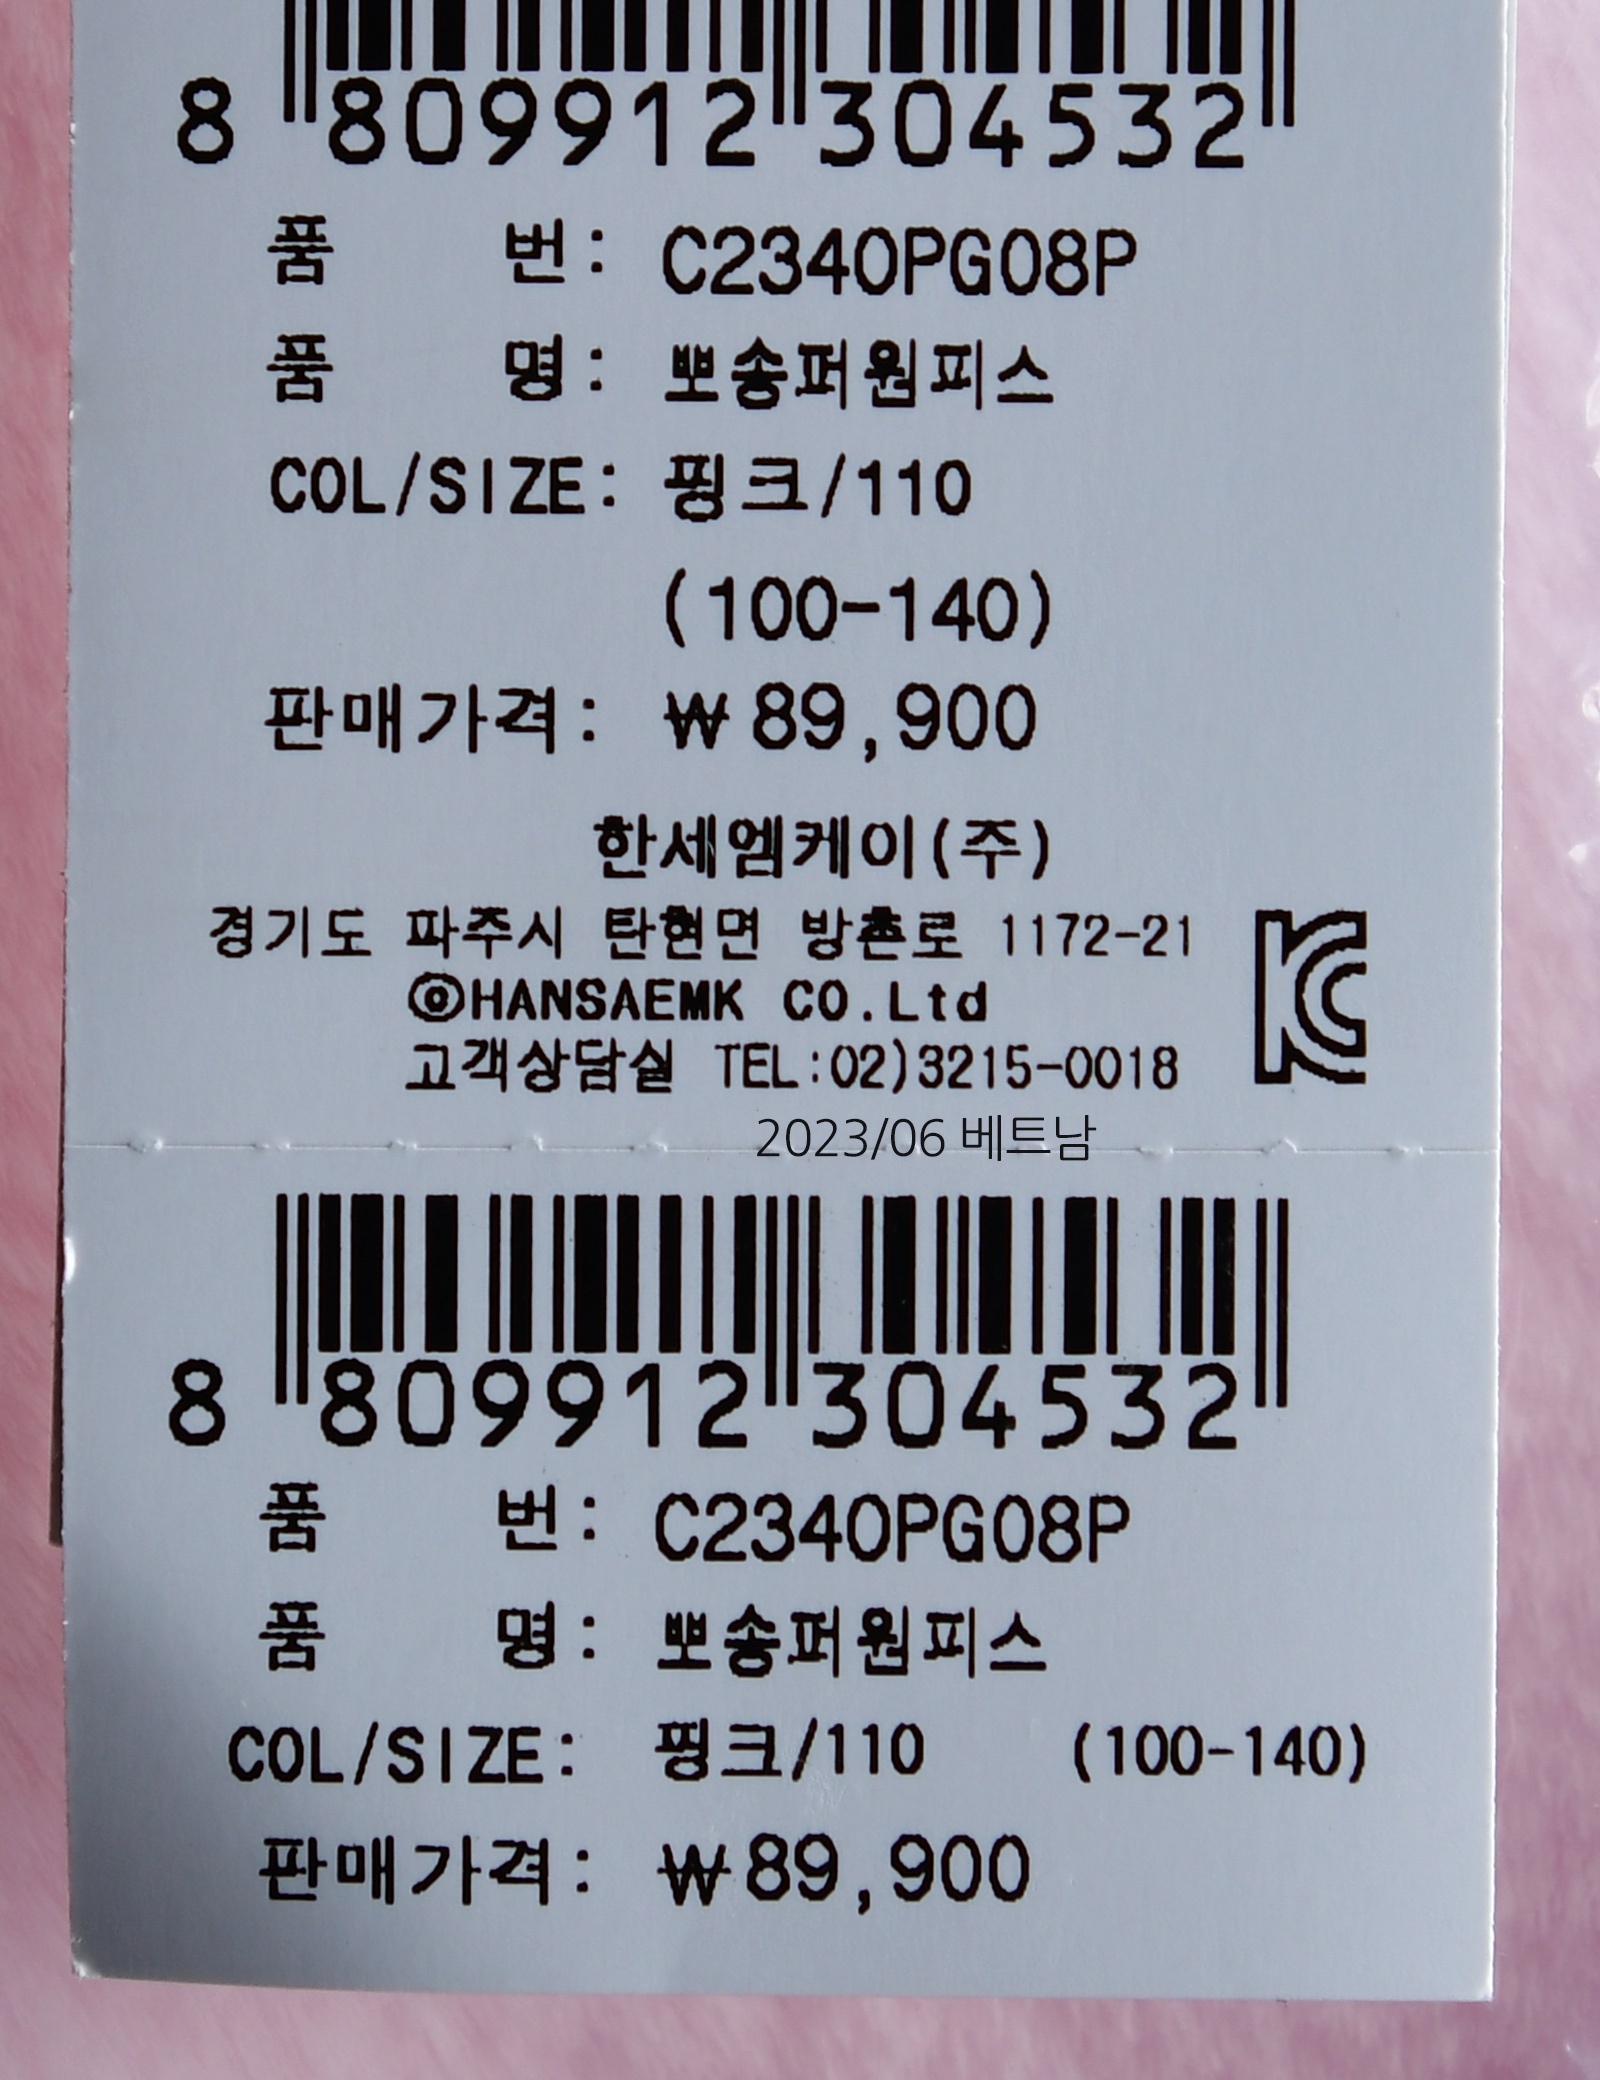 8 809912 304532
품 번: C2340PG08P
품 명: 뽀송퍼원피스
COL/SIZE: 핑크/110
(100-140)
판매가격: ₩89,900
한세엠케이(주)
경기도 파주시 탄현면 방촌로 1172-21
©HANSAEMK CO.Ltd
고객상담실 TEL:02)3215-0018
2023/06 베트남
8 809912 304532
품 번: C2340PG08P
품 명: 뽀송퍼원피스
COL/SIZE: 핑크/110 (100-140)
판매가격: ₩89,900